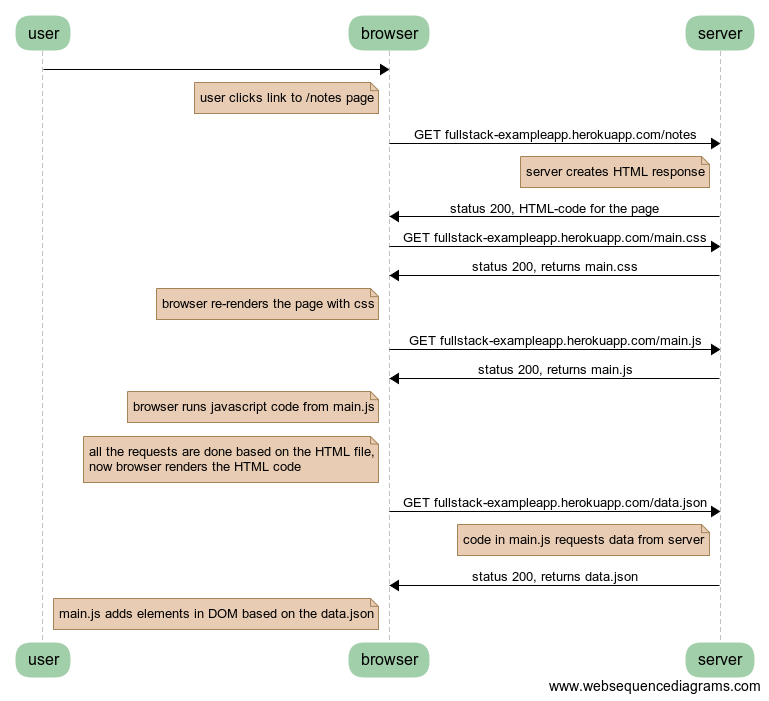 user browser server
user clicks link to /notes page
GET fullstack-exampleapp.herokuapp.com/notes
server creates HTML response
status 200, HTML-code for the page
GET fullstack-exampleapp.herokuapp.com/main.css
status 200, returns main.css
browser re-renders the page with css
GET fullstack-exampleapp.herokuapp.com/main.js
status 200, returns main.js
browser runs javascript code from main.js
all the requests are done based on the HTML file,
now browser renders the HTML code
GET fullstack-exampleapp.herokuapp.com/data.json
code in main.js requests data from server
status 200, returns data.json
main.js adds elements in DOM based on the data.json
user browser server
www.websequencediagrams.com